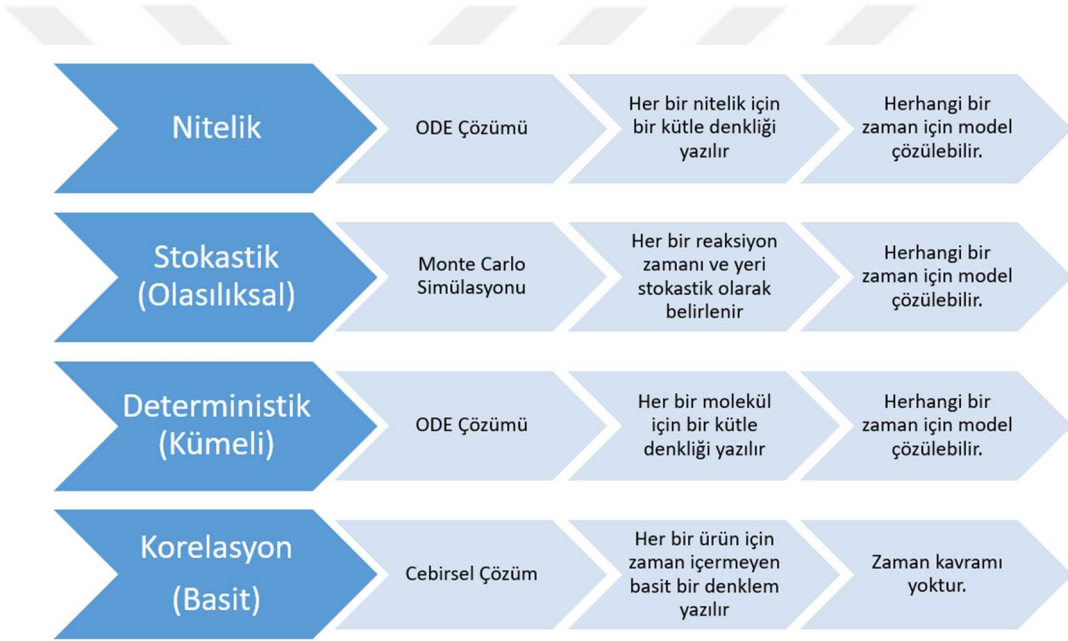 Nitelik
ODE Çözümü
Her bir nitelik için
bir kütle denkliği
yazılır
Herhangi bir
zaman için model
çözülebilir.
Stokastik
(Olasılıksal)
Monte Carlo
Simülasyonu
Her bir reaksiyon
zamanı ve yeri
stokastik olarak
belirlenir
Herhangi bir
zaman için model
çözülebilir.
Deterministik
(Kümeli)
ODE Çözümü
Her bir molekül
için bir kütle
denkliği yazılır
Herhangi bir
zaman için model
çözülebilir.
Korelasyon
(Basit)
Cebirsel Çözüm
Her bir ürün için
zaman içermeyen
basit bir denklem
yazılır
Zaman kavramı
yoktur.